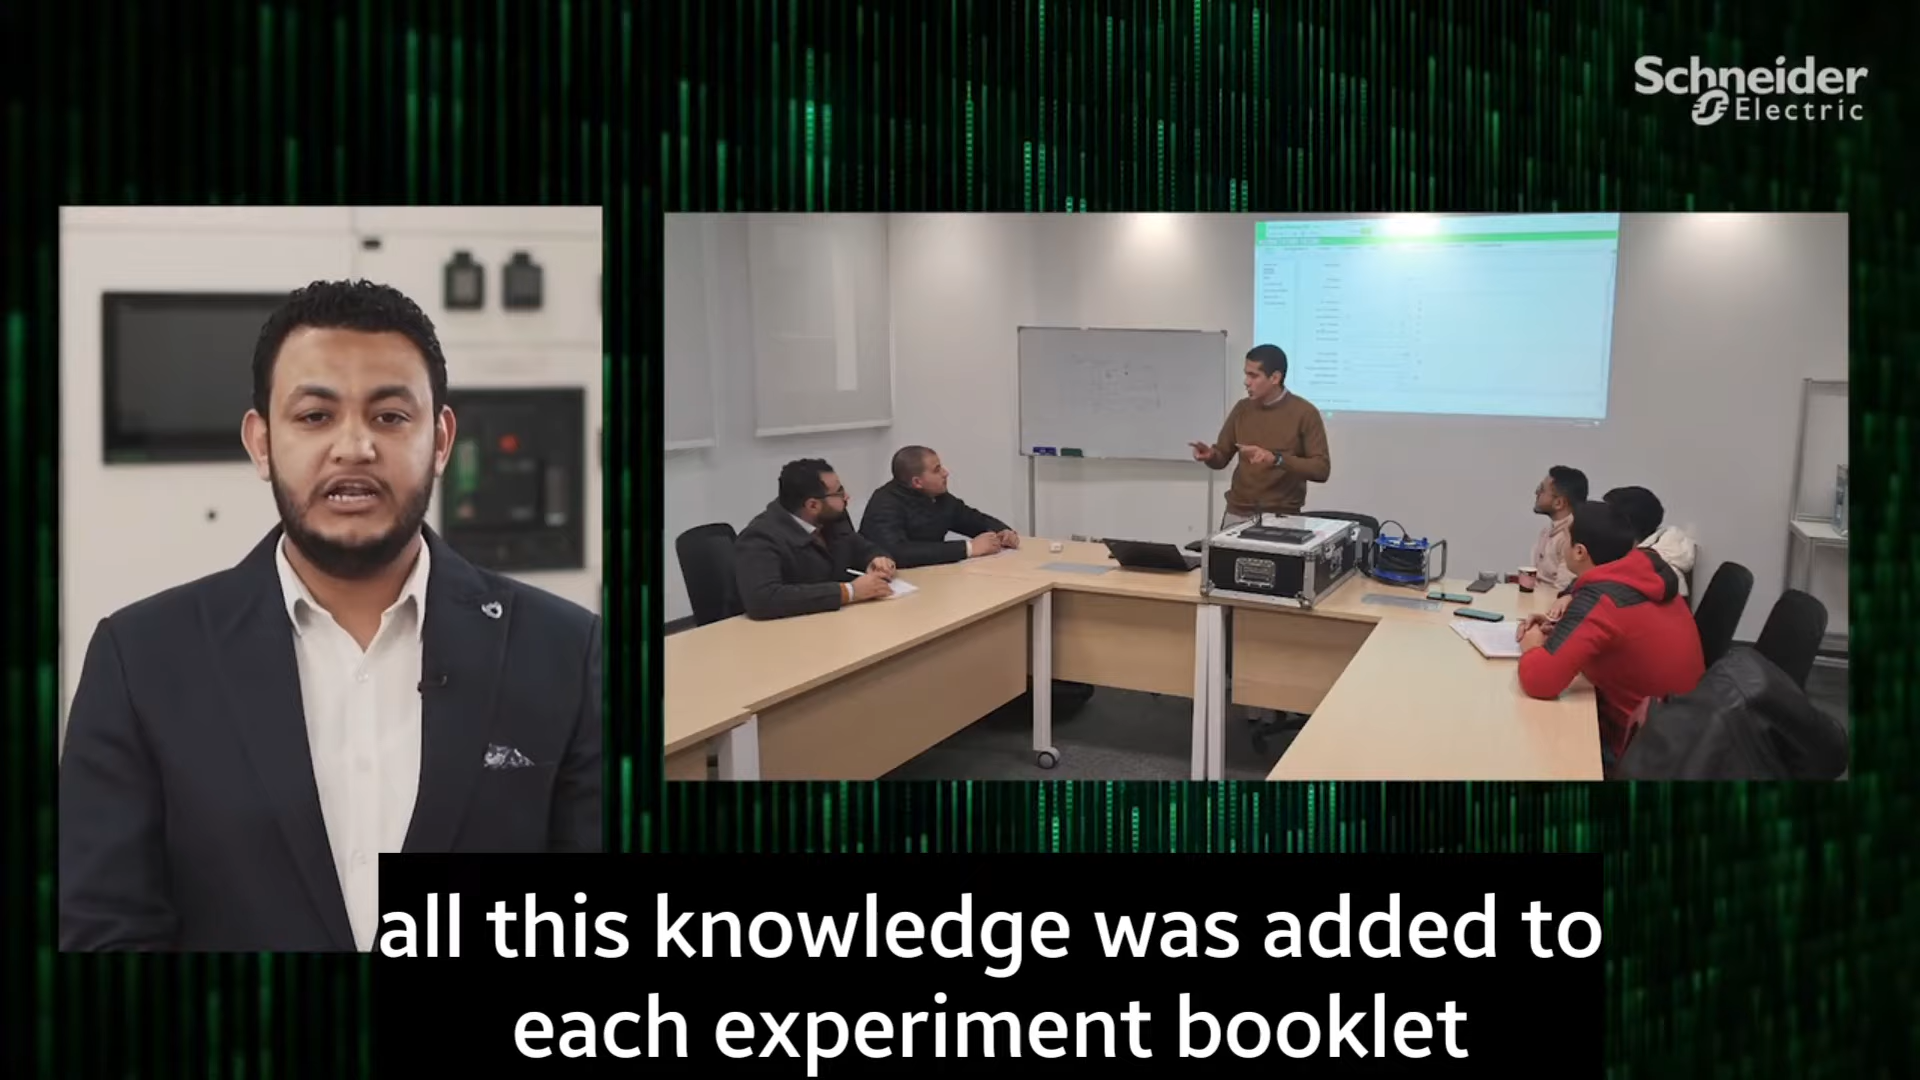 Schneider
Electric
all this knowledge was added to
each experiment booklet